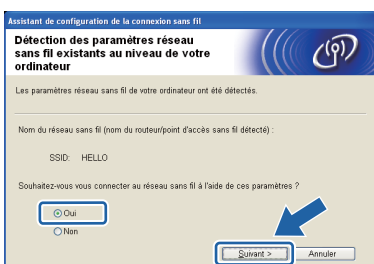 Assistant de configuration de la connexion sans fil
Détection des paramètres réseau
sans fil existants au niveau de votre
ordinateur
Les paramètres réseau sans fil de votre ordinateur ont été détectés.
Nom du réseau sans fil (nom du routeur/point d'accès sans fil détecté) :
SSID: HELLO
Souhaitez-vous vous connecter au réseau sans fil à l'aide de ces paramètres ?
Oui
Non
Suivant >
Annuler